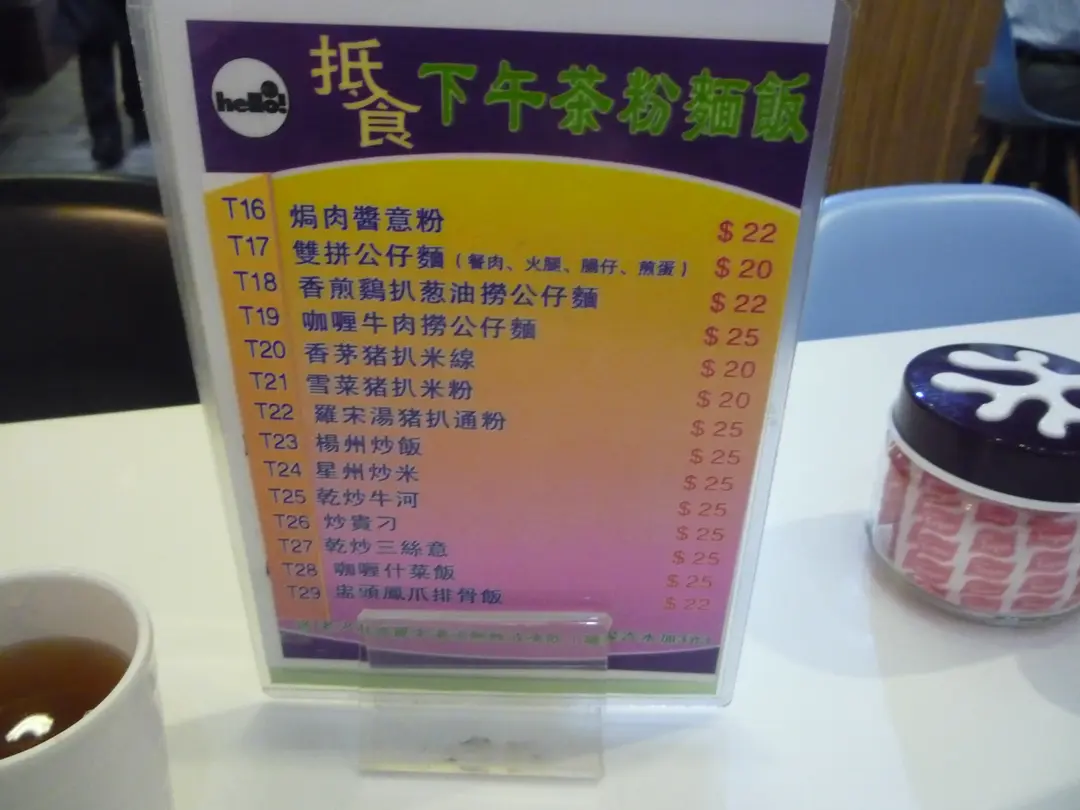 hello!
抵食
下午茶粉麵飯
T16 焗肉醬意粉 $22
T17 雙拼公仔麵(餐肉、火腿、腸仔、煎蛋) $20
T18 香煎鷄扒葱油撈公仔麵 $22
T19 咖喱牛肉撈公仔麵 $25
T20 香茅猪扒米線 $20
T21 雪菜猪扒米粉 $20
T22 羅宋湯猪扒通粉 $25
T23 楊州炒飯 $25
T24 星州炒米 $25
T25 乾炒牛河 $25
T26 炒貴刁 $25
T27 乾炒三絲意 $25
T28 咖喱什菜飯 $25
T29 盅頭鳳爪排骨飯 $22